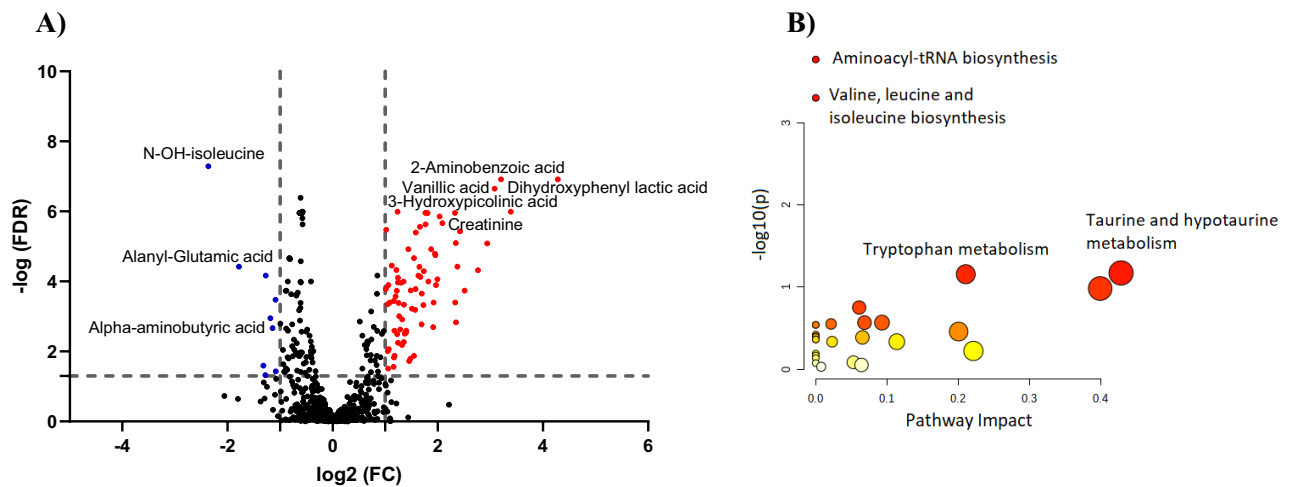 A)
10
8
6
4
2
0
-log (FDR)
N-OH-isoleucine
2-Aminobenzoic acid
Vanillic acid
Dihydroxyphenyl lactic acid
3-Hydroxypicolinic acid
Creatinine
Alanyl-Glutamic acid
Alpha-aminobutyric acid
-4
-2
0
2
4
6
log2 (FC)
B)
Aminoacyl-tRNA biosynthesis
Valine, leucine and
isoleucine biosynthesis
3
2
1
0
-log10(p)
Tryptophan metabolism
Taurine and hypotaurine
metabolism
0.0
0.1
0.2
0.3
0.4
Pathway Impact